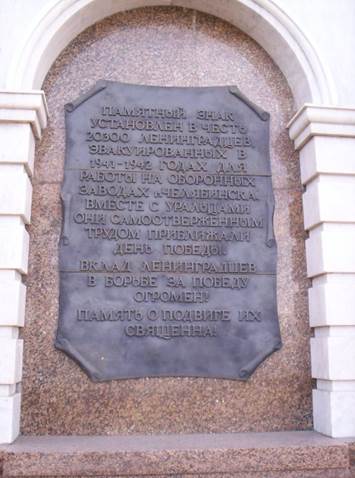 ПАМЯТНЫЙ ЗНАК
УСТАНОВЛЕН В ЧЕСТЬ
20300 ЛЕНИНГРАДЦЕВ,
ЭВАКУИРОВАННЫХ В
1941-1942 ГОДАХ ДЛЯ
РАБОТЫ НА ОБОРОННЫХ
ЗАВОДАХ г.ЧЕЛЯБИНСКА.
ВМЕСТЕ С УРАЛЬЦАМИ
ОНИ САМООТВЕРЖЕННЫМ
ТРУДОМ ПРИБЛИЖАЛИ
ДЕНЬ ПОБЕДЫ.
ВКЛАД ЛЕНИНГРАДЦЕВ
В БОРЬБЕ ЗА ПОБЕДУ
ОГРОМЕН!
ПАМЯТЬ О ПОДВИГЕ ИХ
СВЯЩЕННА!